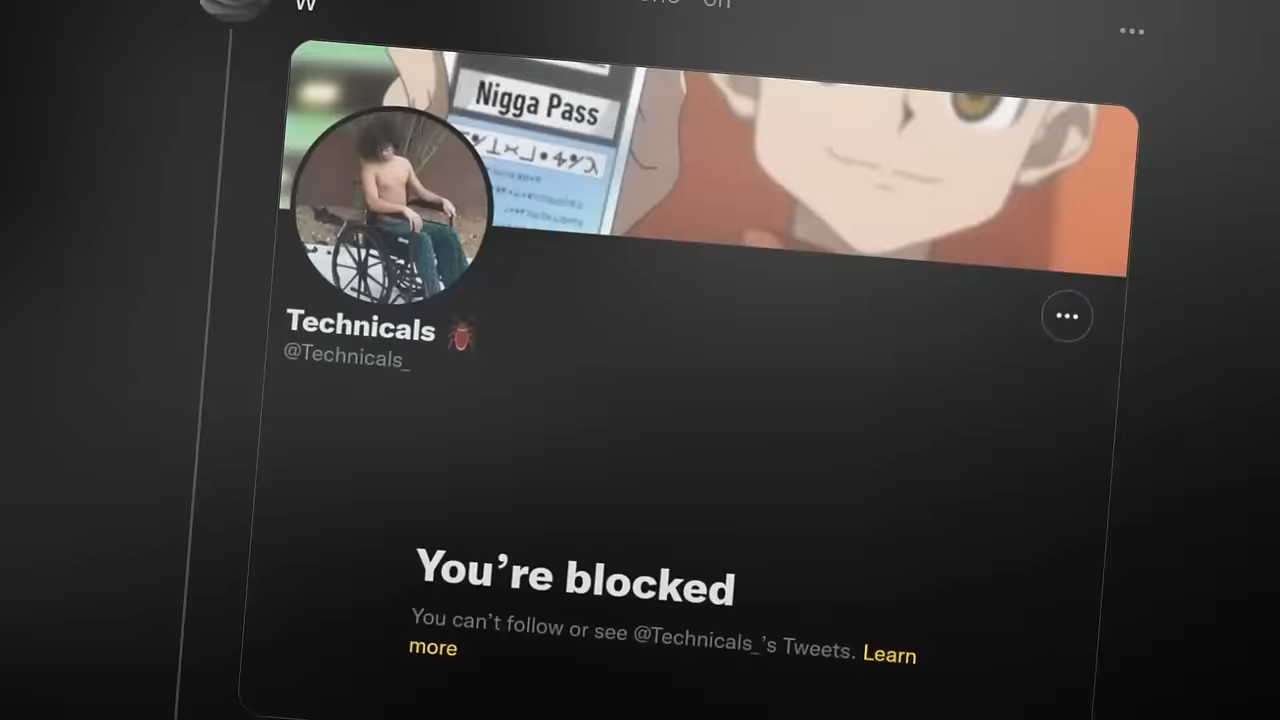 W
Nigga Pass
Technicals
@Technicals_
You're blocked
You can't follow or see @Technicals_'s Tweets. Learn
more